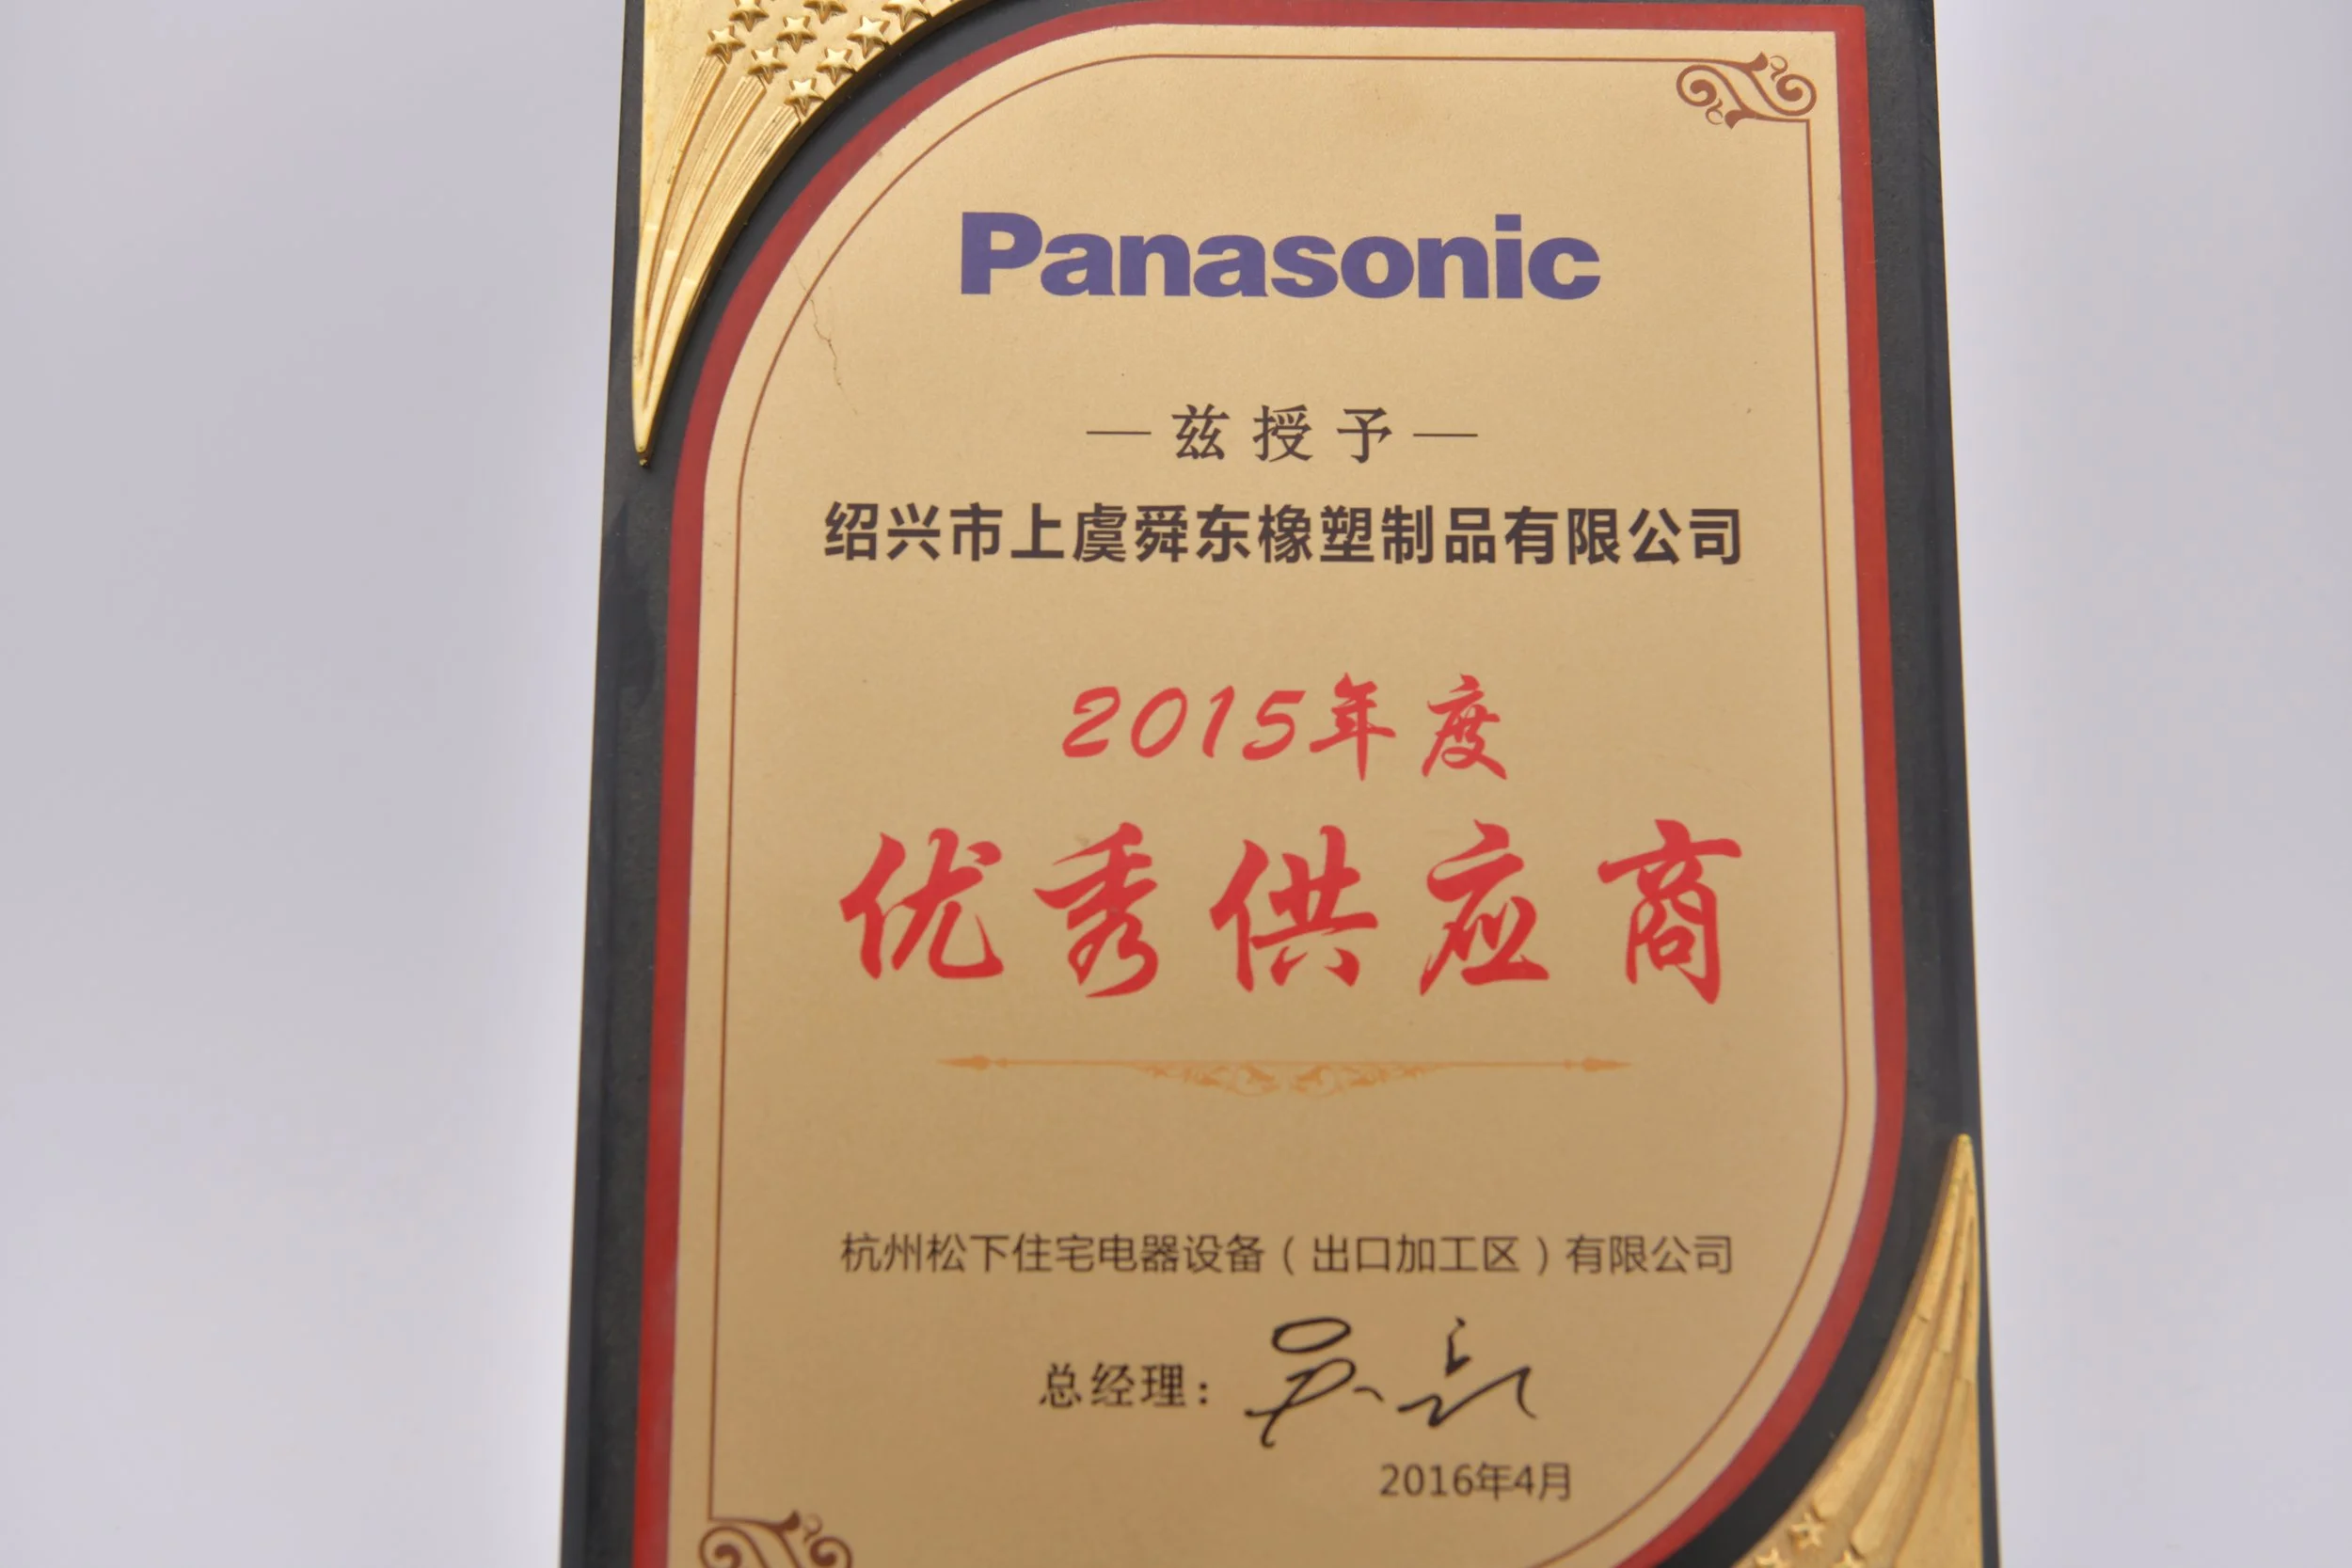 Panasonic
—兹授予—
绍兴市上虞舜东橡塑制品有限公司
2015年度
优秀供应商
杭州松下住宅电器设备（出口加工区）有限公司
总经理：
2016年4月